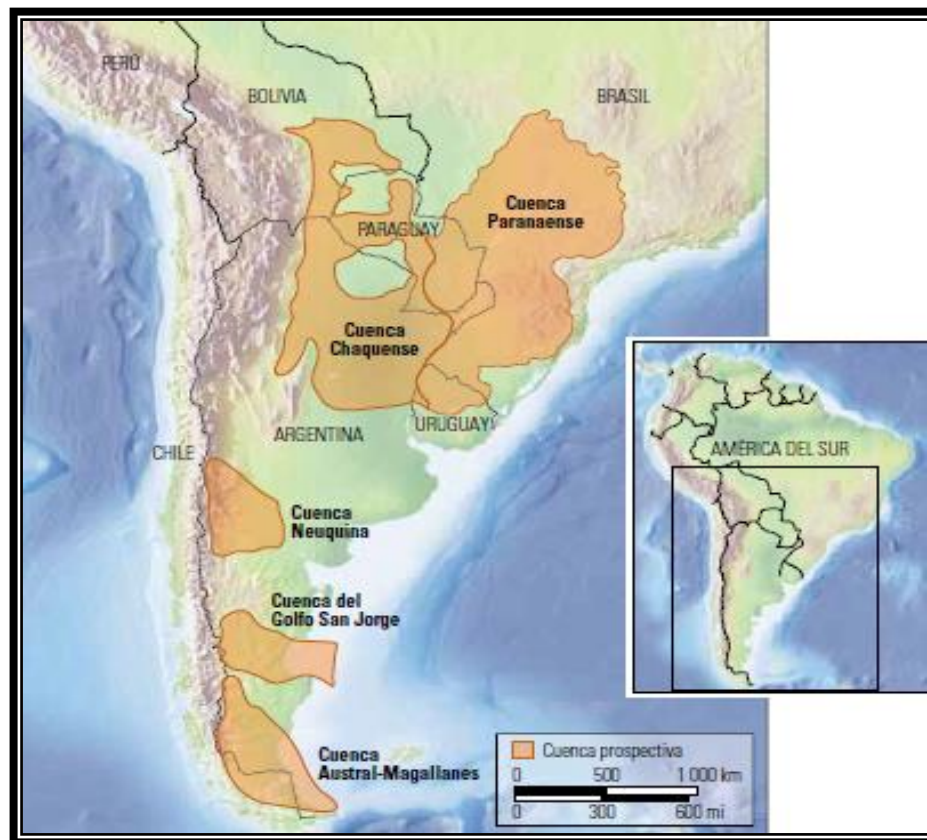 PERÚ
BOLIVIA
BRASIL
Cuenca
Paranaense
PARAGUAY
Cuenca
Chaquense
URUGUAY
ARGENTINA
CHILE
AMÉRICA DEL SUR
Cuenca
Neuquina
Cuenca del
Golfo San Jorge
Cuenca
Austral-Magallanes
Cuenca prospectiva
0 500 1 000 km
0 300 600 mi